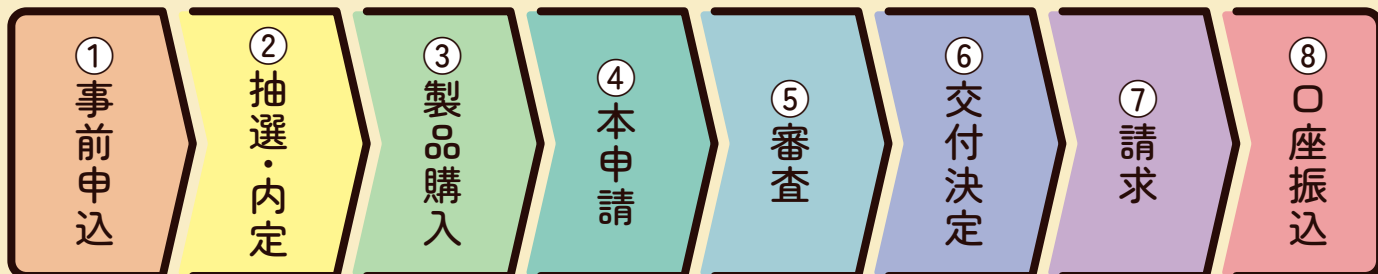 ①事前申込
②抽選・内定
③製品購入
④本申請
⑤審査
⑥交付決定
⑦請求
⑧口座振込